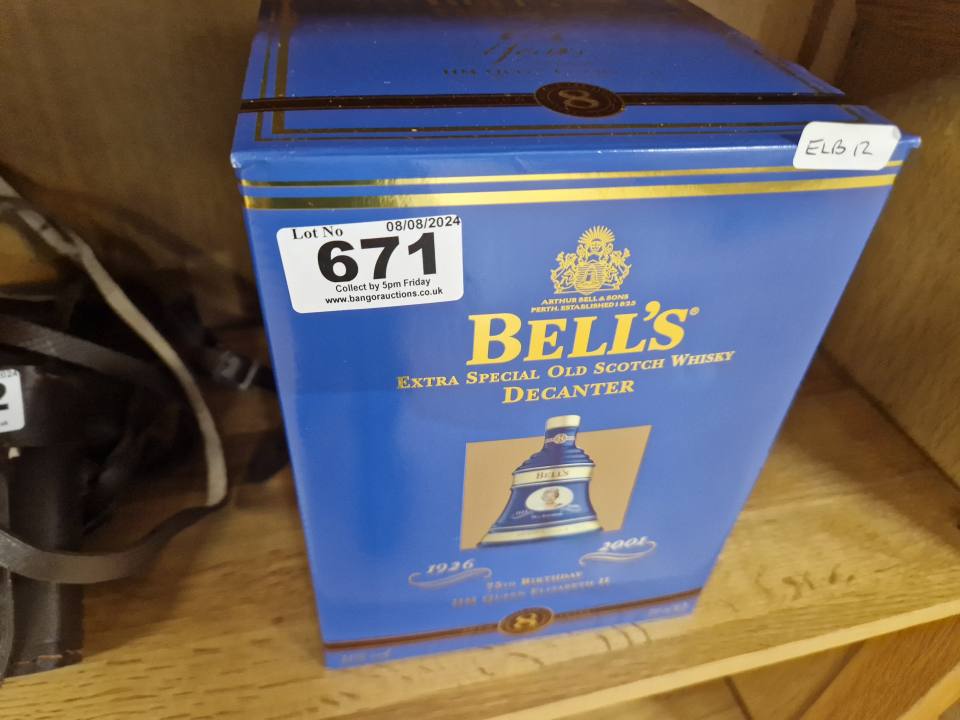 Years
8
ELB 12
Lot No 08/08/2024
671
Collect by 5pm Friday
www.bangorauctions.co.uk
ARTHUR BELL & SONS
PERTH. ESTABLISHED 1825
BELL'S®
EXTRA SPECIAL OLD SCOTCH WHISKY
DECANTER
BELL'S
1926 2001
75TH BIRTHDAY
HM QUEEN ELIZABETH II
8
2